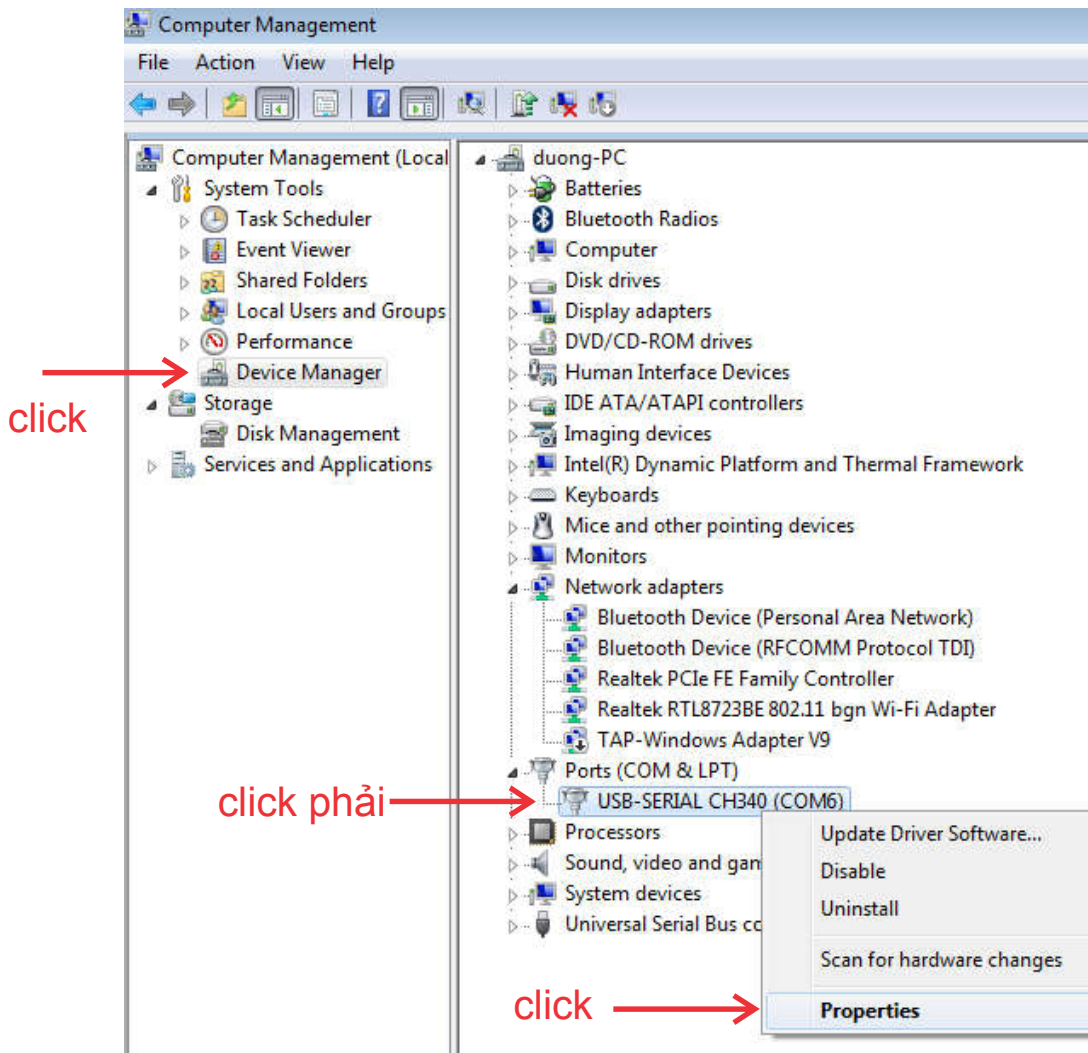 Computer Management
File Action View Help
Computer Management (Local
System Tools
Task Scheduler
Event Viewer
Shared Folders
Local Users and Groups
Performance
Device Manager
click
Storage
Disk Management
Services and Applications
duong-PC
Batteries
Bluetooth Radios
Computer
Disk drives
Display adapters
DVD/CD-ROM drives
Human Interface Devices
IDE ATA/ATAPI controllers
Imaging devices
Intel(R) Dynamic Platform and Thermal Framework
Keyboards
Mice and other pointing devices
Monitors
Network adapters
Bluetooth Device (Personal Area Network)
Bluetooth Device (RFCOMM Protocol TDI)
Realtek PCIe FE Family Controller
Realtek RTL8723BE 802.11 bgn Wi-Fi Adapter
TAP-Windows Adapter V9
Ports (COM & LPT)
click phải
USB-SERIAL CH340 (COM6)
Processors
Sound, video and gan
System devices
Universal Serial Bus cc
Update Driver Software...
Disable
Uninstall
Scan for hardware changes
click
Properties